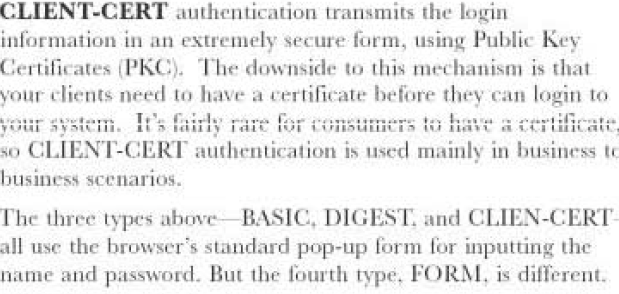 CLIENT-CERT authentication transmits the login
information in an extremely secure form, using Public Key
Certificates (PKC). The downside to this mechanism is that
your clients need to have a certificate before they can login to
your system. It's fairly rare for consumers to have a certificate,
so CLIENT-CERT authentication is used mainly in business to
business scenarios.
The three types above—BASIC, DIGEST, and CLIEN-CERT-
all use the browser's standard pop-up form for inputting the
name and password. But the fourth type, FORM, is different.